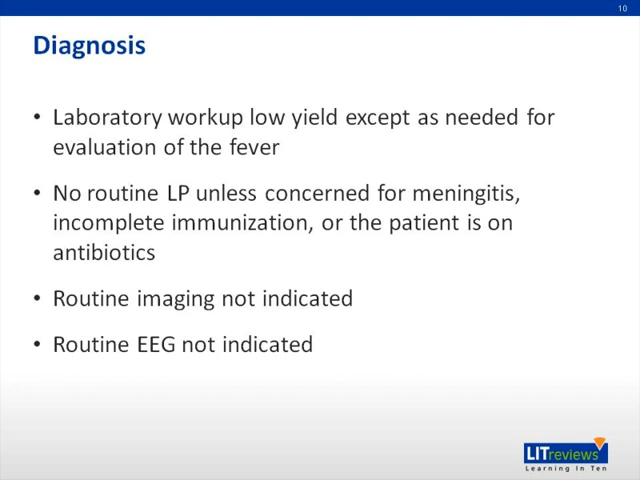 10
Diagnosis
• Laboratory workup low yield except as needed for
evaluation of the fever
• No routine LP unless concerned for meningitis,
incomplete immunization, or the patient is on
antibiotics
• Routine imaging not indicated
• Routine EEG not indicated
LITreviews
Learning In Ten